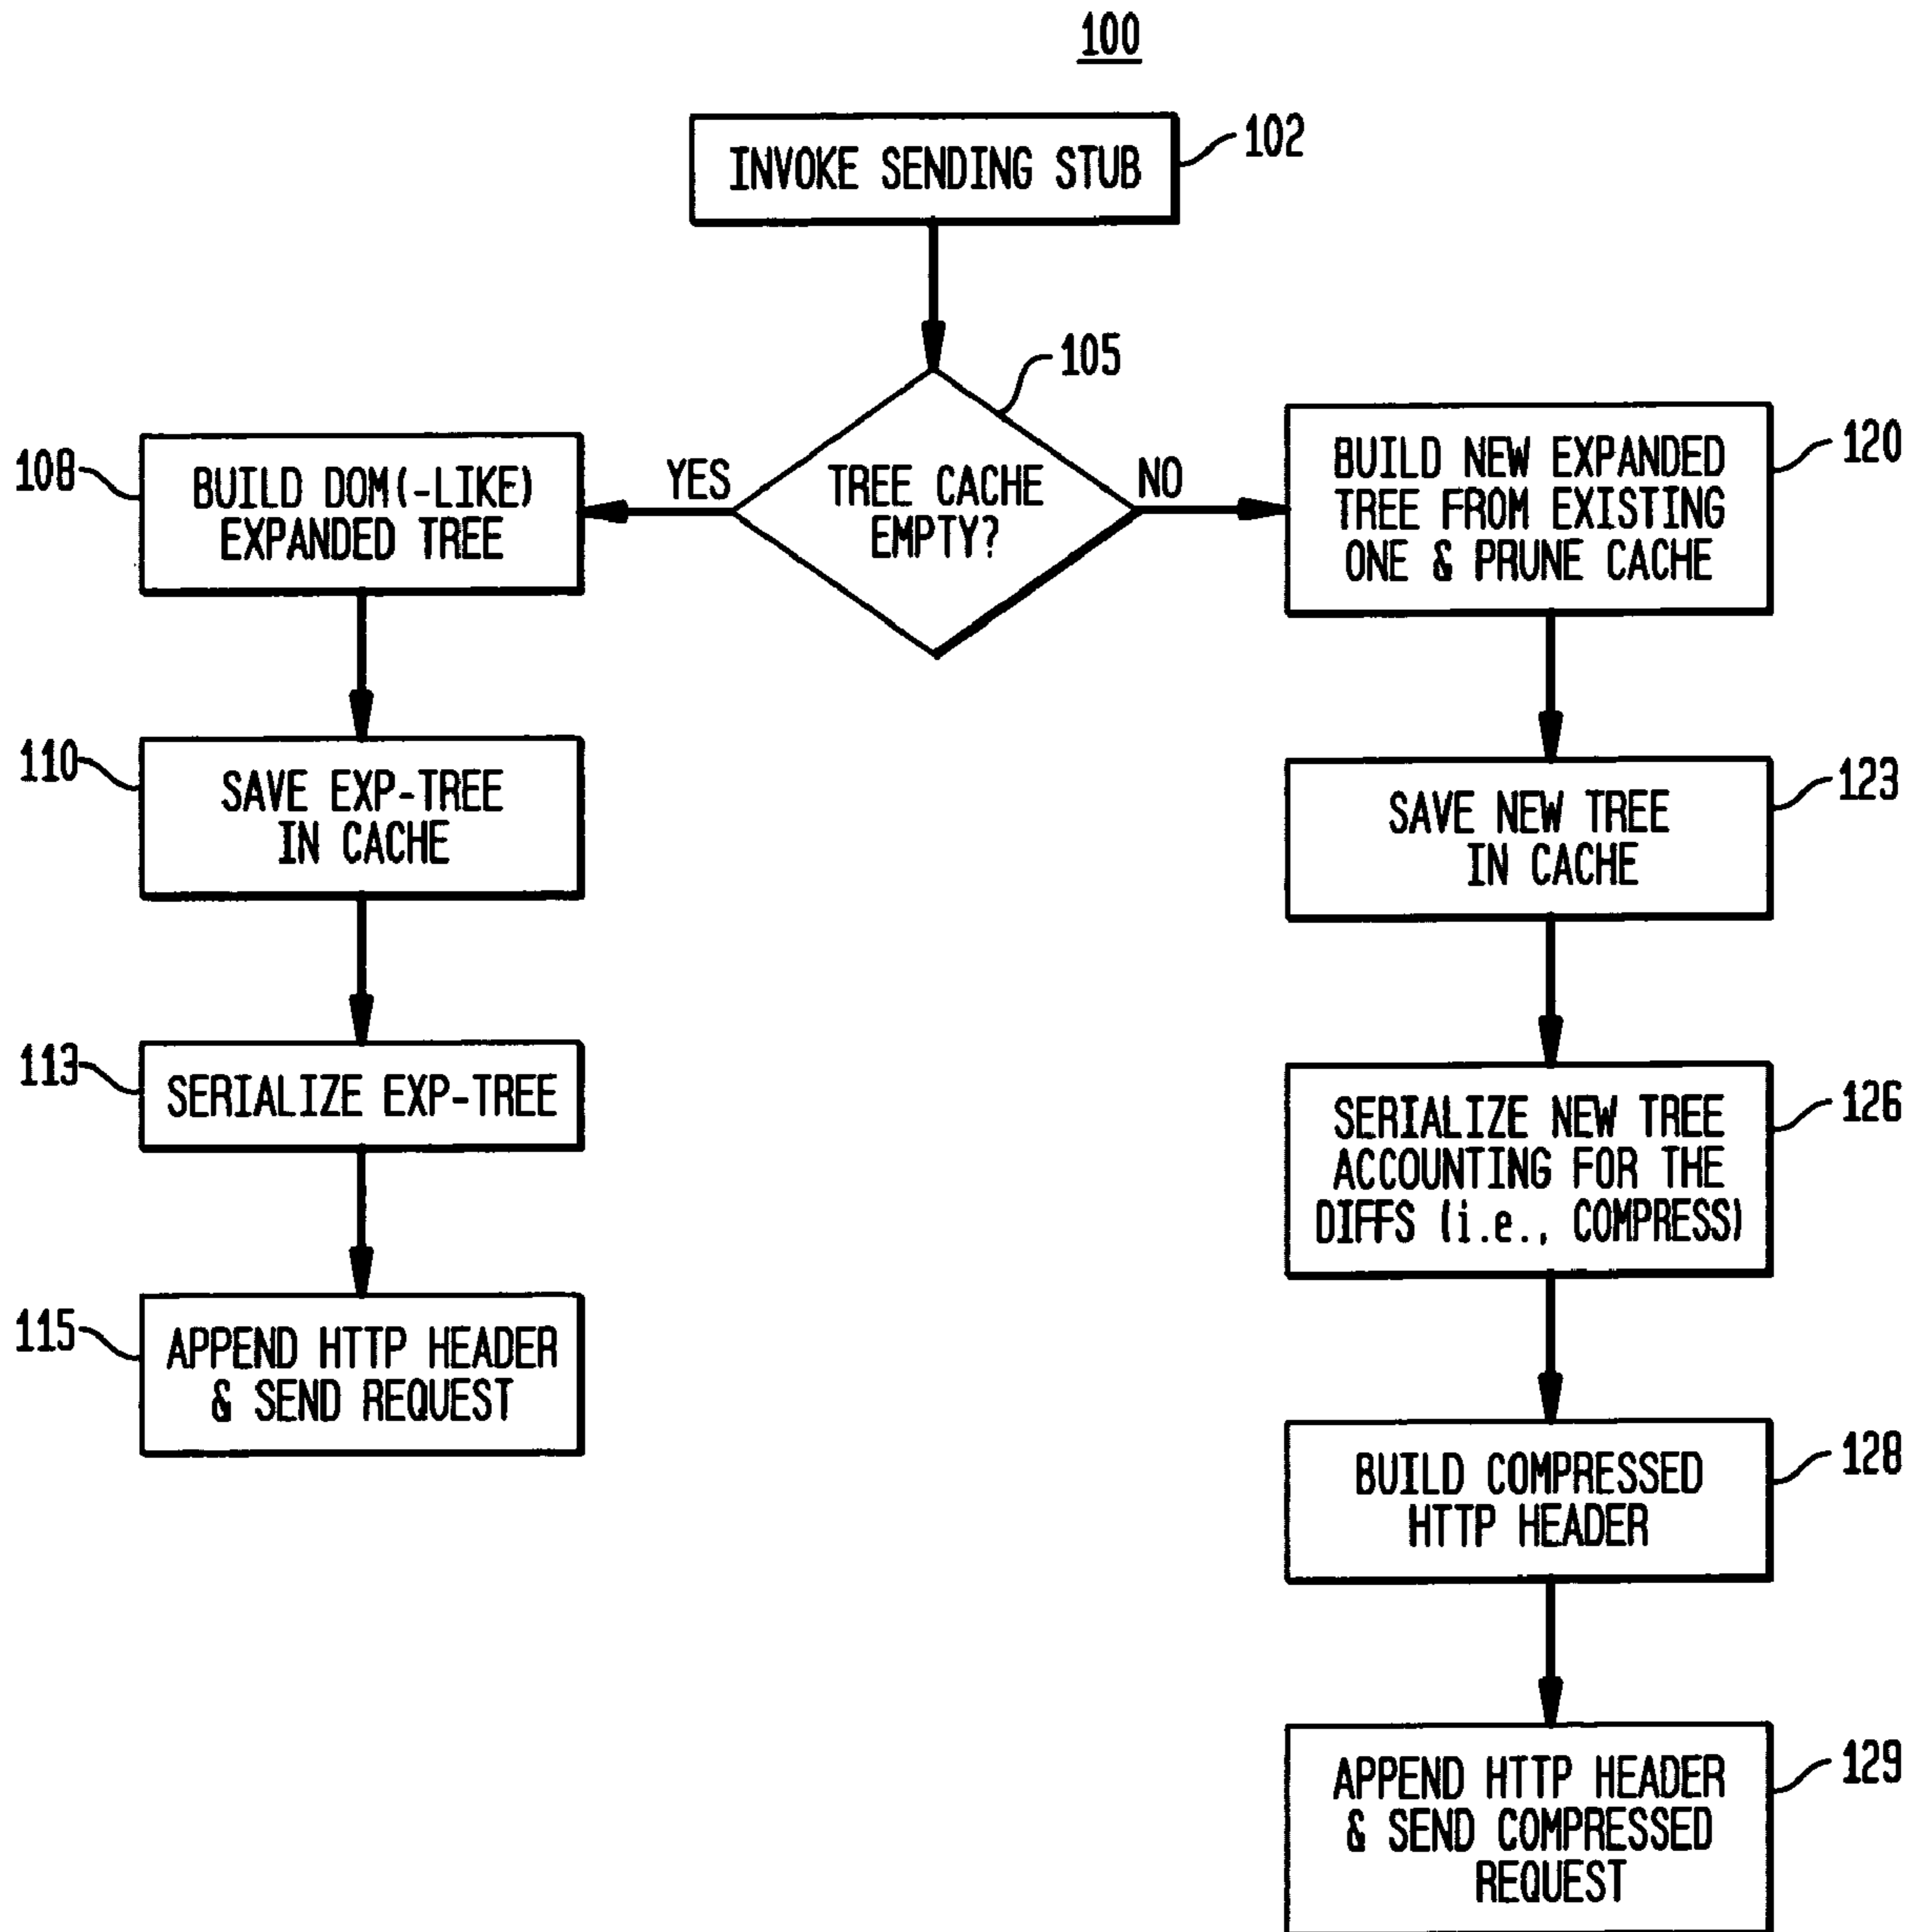 100
INVOKE SENDING STUB
102
105
TREE CACHE
EMPTY?
YES
NO
108
BUILD DOM(-LIKE)
EXPANDED TREE
110
SAVE EXP-TREE
IN CACHE
113
SERIALIZE EXP-TREE
115
APPEND HTTP HEADER
& SEND REQUEST
BUILD NEW EXPANDED
TREE FROM EXISTING
ONE & PRUNE CACHE
120
SAVE NEW TREE
IN CACHE
123
SERIALIZE NEW TREE
ACCOUNTING FOR THE
DIFFS (i.e., COMPRESS)
126
BUILD COMPRESSED
HTTP HEADER
128
APPEND HTTP HEADER
& SEND COMPRESSED
REQUEST
129